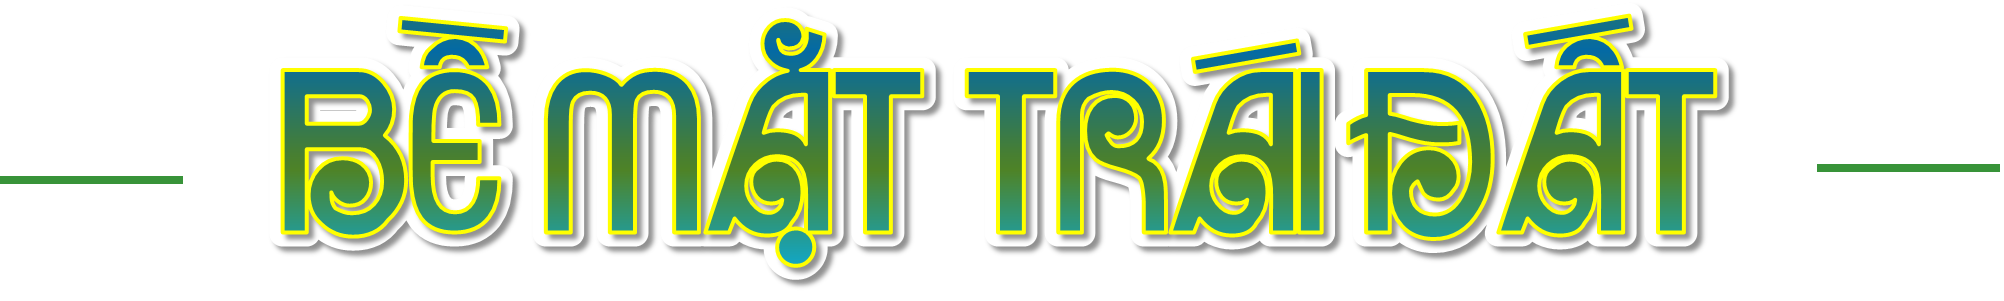 BỀ MẶT TRÁI ĐẤT